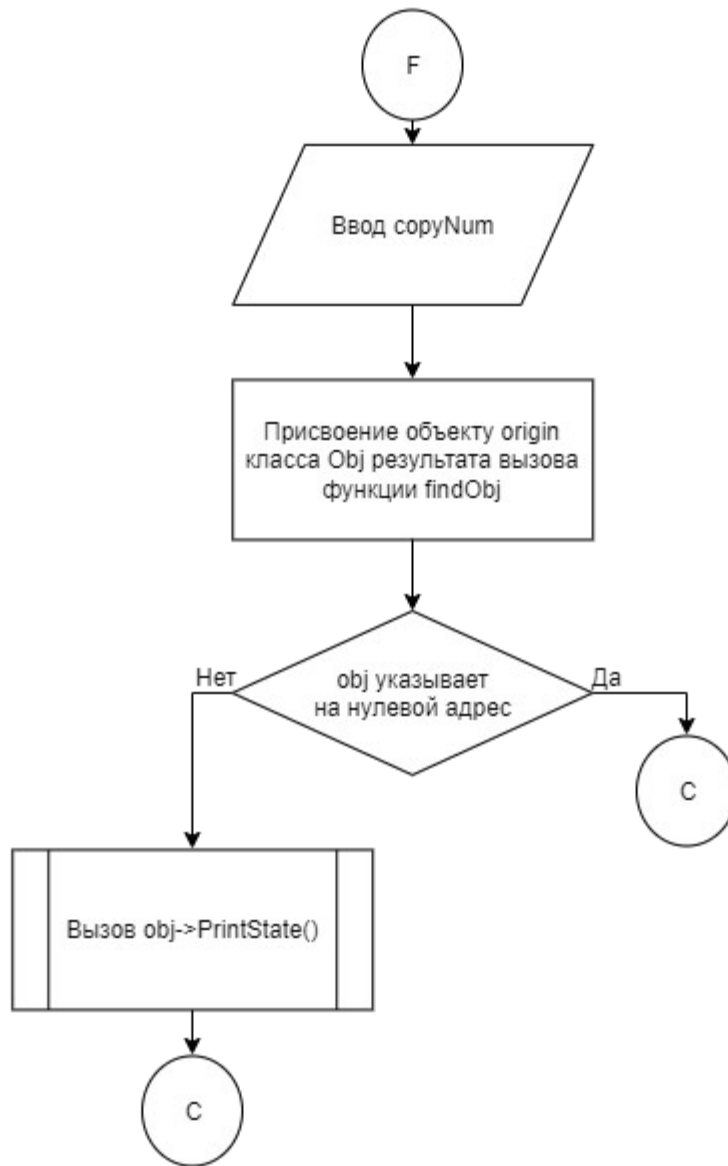 F
Ввод copyNum
Присвоение объекту origin
класса Obj результата вызова
функции findObj
Нет
obj указывает
на нулевой адрес
Да
C
Вызов obj->PrintState()
C